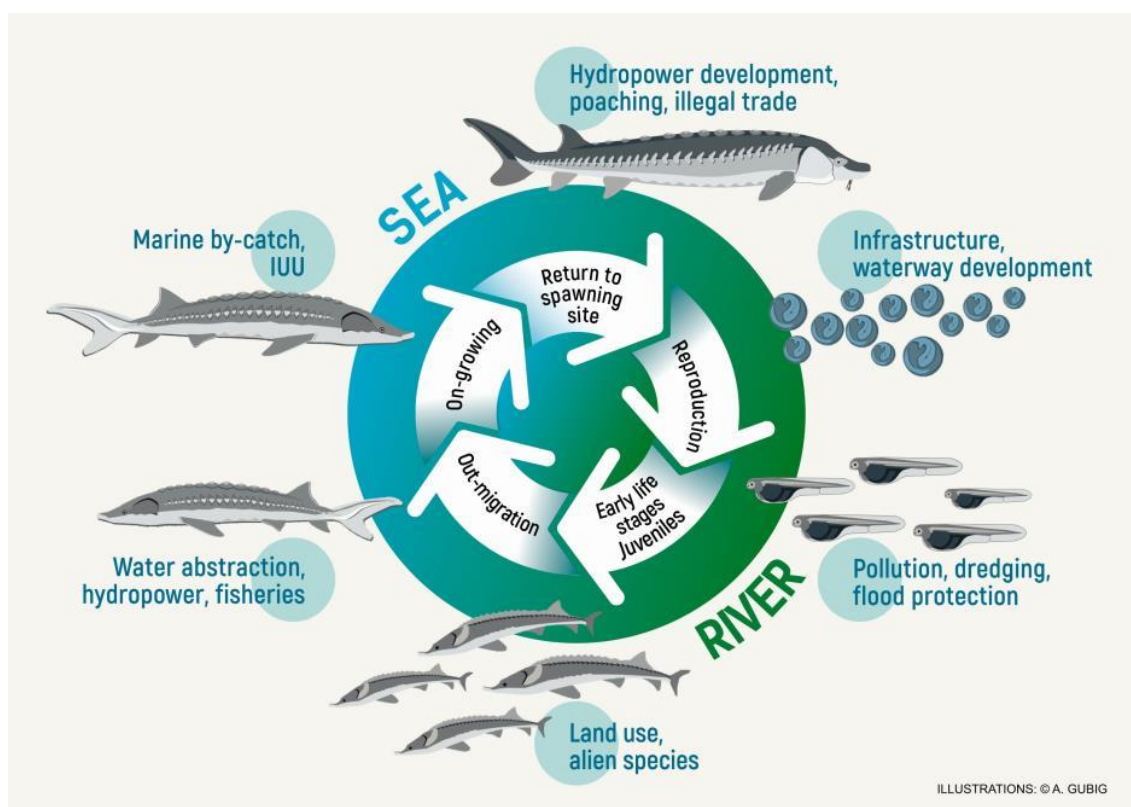 Hydropower development,
poaching, illegal trade
SEA
Marine by-catch,
IUU
Infrastructure,
waterway development
Return to
spawning
site
On-growing
Reproduction
Out-migration
Early life
stages
Juveniles
Water abstraction,
hydropower, fisheries
Pollution, dredging,
flood protection
RIVER
Land use,
alien species
ILLUSTRATIONS: © A. GUBIG